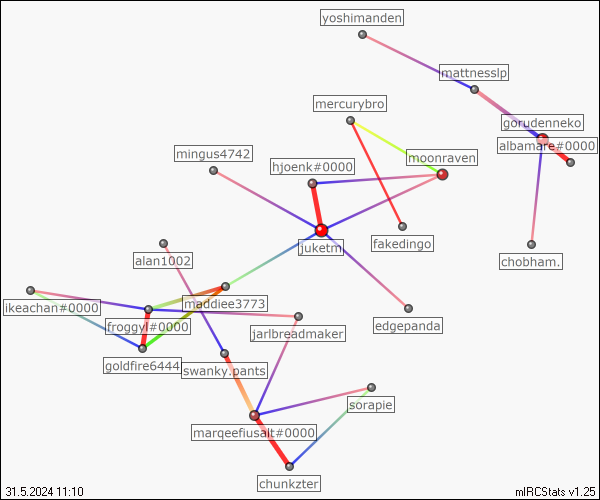 yoshimanden
mattnesslp
mercurybro
gorudenneko
albamare#0000
mingus4742
moonraven
hjoenk#0000
juketm
fakedingo
chobham.
alan1002
maddiee3773
ikeachan#0000
froggyl#0000
edgepanda
jarlbreadmaker
goldfire6444
swanky.pants
sorapie
marqeefiusalt#0000
chunkzter
31.5.2024 11:10
mIRCStats v1.25